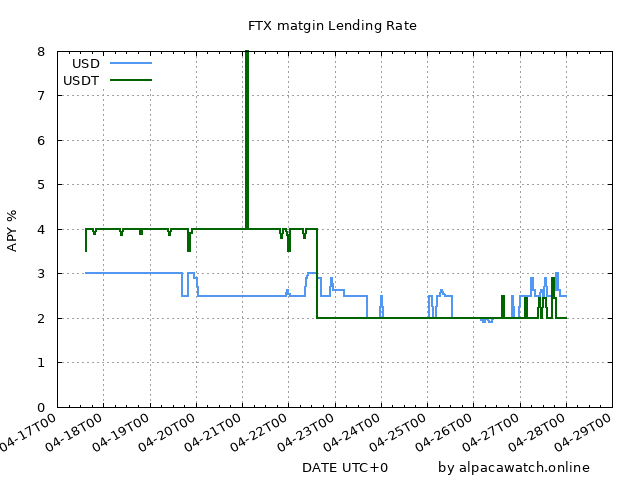 FTX matgin Lending Rate
USD
USDT
8
7
6
5
4
3
2
1
0
APY %
04-17T00
04-18T00
04-19T00
04-20T00
04-21T00
04-22T00
04-23T00
04-24T00
04-25T00
04-26T00
04-27T00
04-28T00
04-29T00
DATE UTC+0
by alpacawatch.online